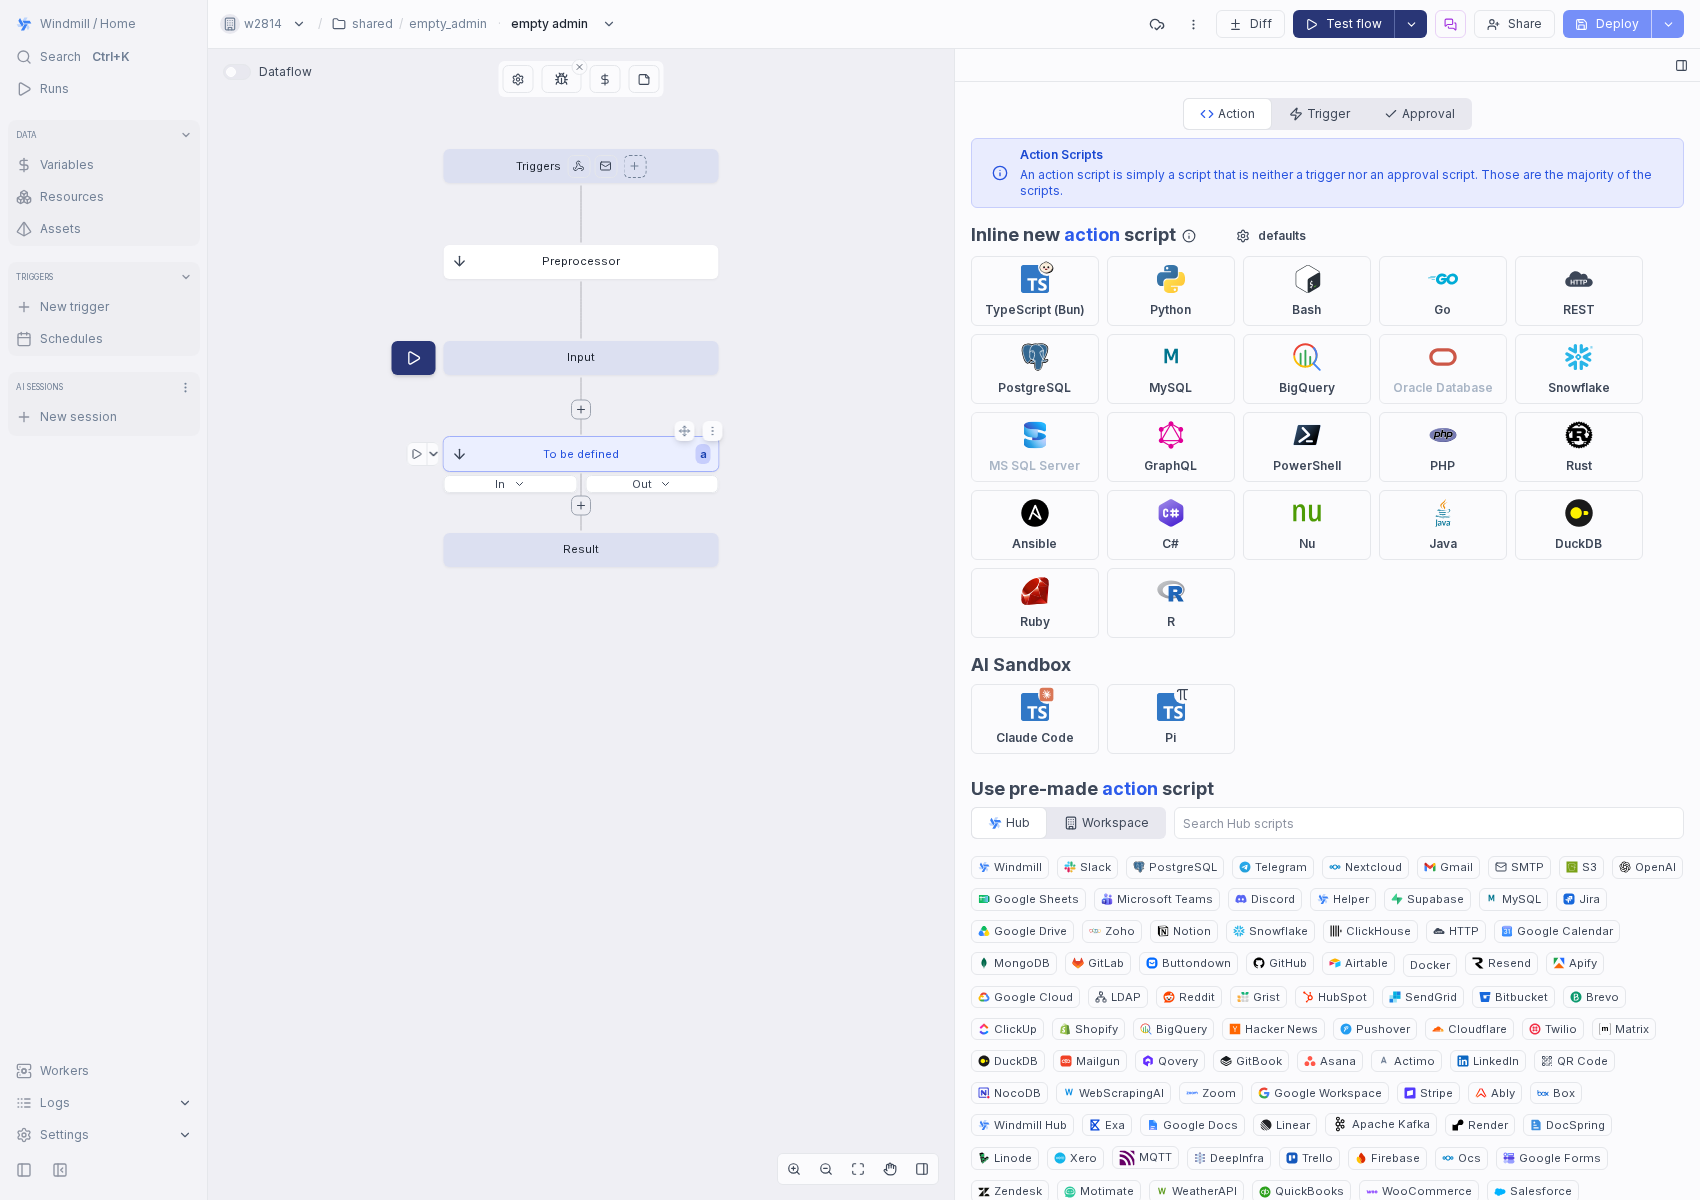 Windmill / Home
Search Ctrl+K
Runs
DATA
Variables
Resources
Assets
TRIGGERS
New trigger
Schedules
AI SESSIONS
New session
Workers
Logs
Settings
w2814 / shared / empty_admin · empty admin
Diff
Test flow
Share
Deploy
Dataflow
Triggers
Preprocessor
Input
To be defined
a
In
Out
Result
Action Trigger Approval
Action Scripts
An action script is simply a script that is neither a trigger nor an approval script. Those are the majority of the
scripts.
Inline new action script
defaults
TypeScript (Bun) Python Bash Go REST
PostgreSQL MySQL BigQuery Oracle Database Snowflake
MS SQL Server GraphQL PowerShell PHP Rust
Ansible C# Nu Java DuckDB
Ruby R
AI Sandbox
Claude Code Pi
Use pre-made action script
Hub Workspace Search Hub scripts
Windmill Slack PostgreSQL Telegram Nextcloud Gmail SMTP S3 OpenAI
Google Sheets Microsoft Teams Discord Helper Supabase MySQL Jira
Google Drive Zoho Notion Snowflake ClickHouse HTTP Google Calendar
MongoDB GitLab Buttondown GitHub Airtable Docker Resend Apify
Google Cloud LDAP Reddit Grist HubSpot SendGrid Bitbucket Brevo
ClickUp Shopify BigQuery Hacker News Pushover Cloudflare Twilio Matrix
DuckDB Mailgun Qovery GitBook Asana Actimo LinkedIn QR Code
NocoDB WebScrapingAI Zoom Google Workspace Stripe Ably Box
Windmill Hub Exa Google Docs Linear Apache Kafka Render DocSpring
Linode Xero MQTT DeepInfra Trello Firebase Ocs Google Forms
Zendesk Motimate WeatherAPI QuickBooks WooCommerce Salesforce